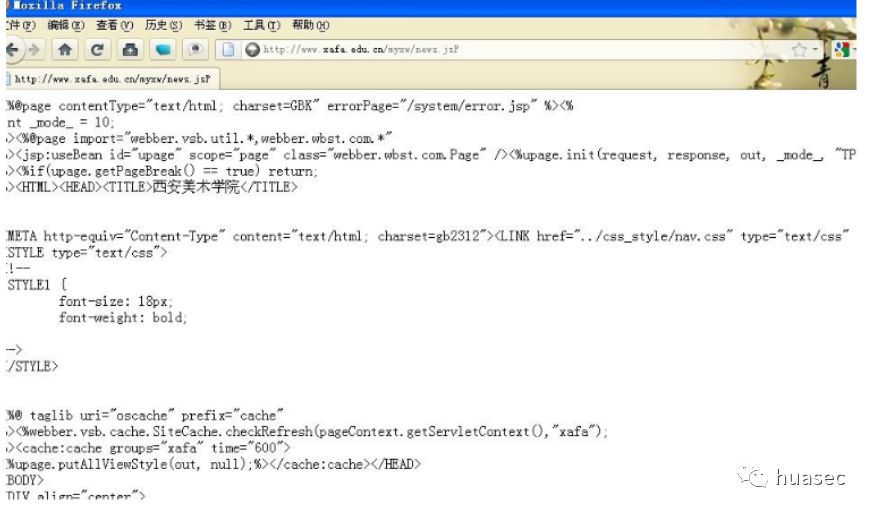 Mozilla Firefox
件(F) 编辑(E) 查看(V) 历史(S) 书签(B) 工具(T) 帮助(H)
http://www.xafa.edu.cn/myxw/news.jsP
http://www.xafa.edu.cn/myxw/news.jsP
青
%@page contentType="text/html; charset=GBK" errorPage="/system/error.jsp" %><%
nt _mode_ = 10;
><%@page import="webber.vsb.util.*,webber.wbst.com.*"
><jsp:useBean id="upage" scope="page" class="webber.wbst.com.Page" /><%upage.init(request, response, out, _mode_, "TP
><%if(upage.getPageBreak() == true) return;
><HTML><HEAD><TITLE>西安美术学院</TITLE>
META http-equiv="Content-Type" content="text/html; charset=gb2312"><LINK href="../css_style/nav.css" type="text/css"
STYLE type="text/css">
!--
STYLE1 {
font-size: 18px;
font-weight: bold;
-->
/STYLE>
%@ taglib uri="oscache" prefix="cache"
><%webber.vsb.cache.SiteCache.checkRefresh(pageContext.getServletContext(),"xafa");
><cache:cache groups="xafa" time="600">
%upage.putAllViewStyle(out, null);%></cache:cache></HEAD>
BODY>
DIV align="center">
huasec